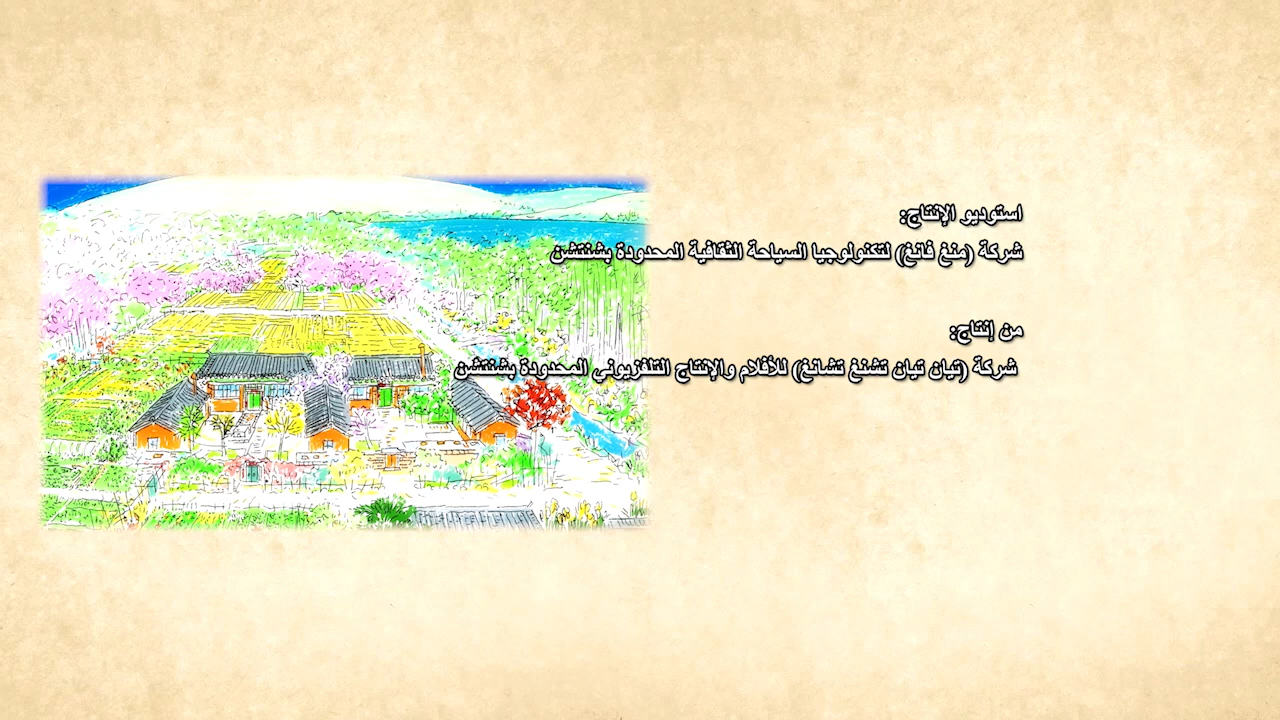 استوديو الإنتاج:
شركة (منغ فانغ) لتكنولوجيا السياحة الثقافية المحدودة بشنتشن
من إنتاج:
شركة (تيان تيان تشنغ تشانغ) للأفلام والإنتاج التلفزيوني المحدودة بشنتشن